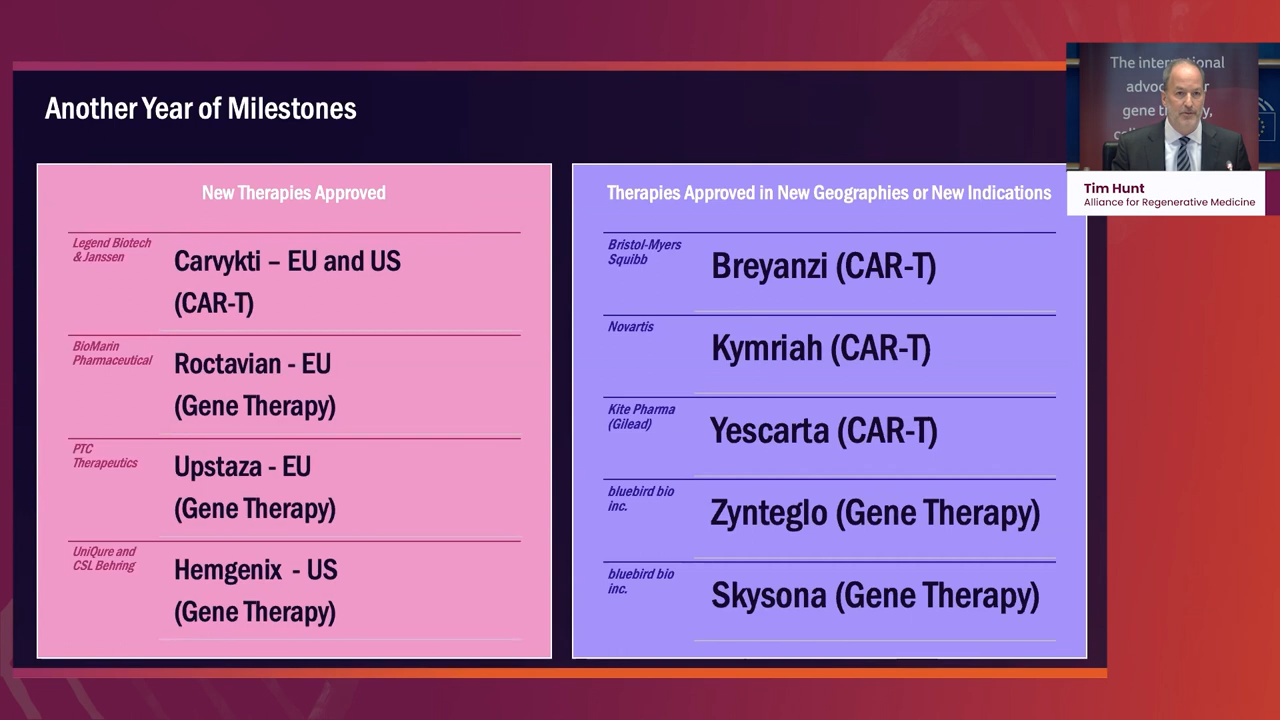 Another Year of Milestones
New Therapies Approved
Legend Biotech
& Janssen
Carvykti – EU and US
(CAR-T)
BioMarin
Pharmaceutical
Roctavian - EU
(Gene Therapy)
PTC
Therapeutics
Upstaza - EU
(Gene Therapy)
UniQure and
CSL Behring
Hemgenix - US
(Gene Therapy)
Therapies Approved in New Geographies or New Indications
Bristol-Myers
Squibb
Breyanzi (CAR-T)
Novartis
Kymriah (CAR-T)
Kite Pharma
(Gilead)
Yescarta (CAR-T)
bluebird bio
inc.
Zynteglo (Gene Therapy)
bluebird bio
inc.
Skysona (Gene Therapy)
The
gene
Tim Hunt
Alliance for Regenerative Medicine